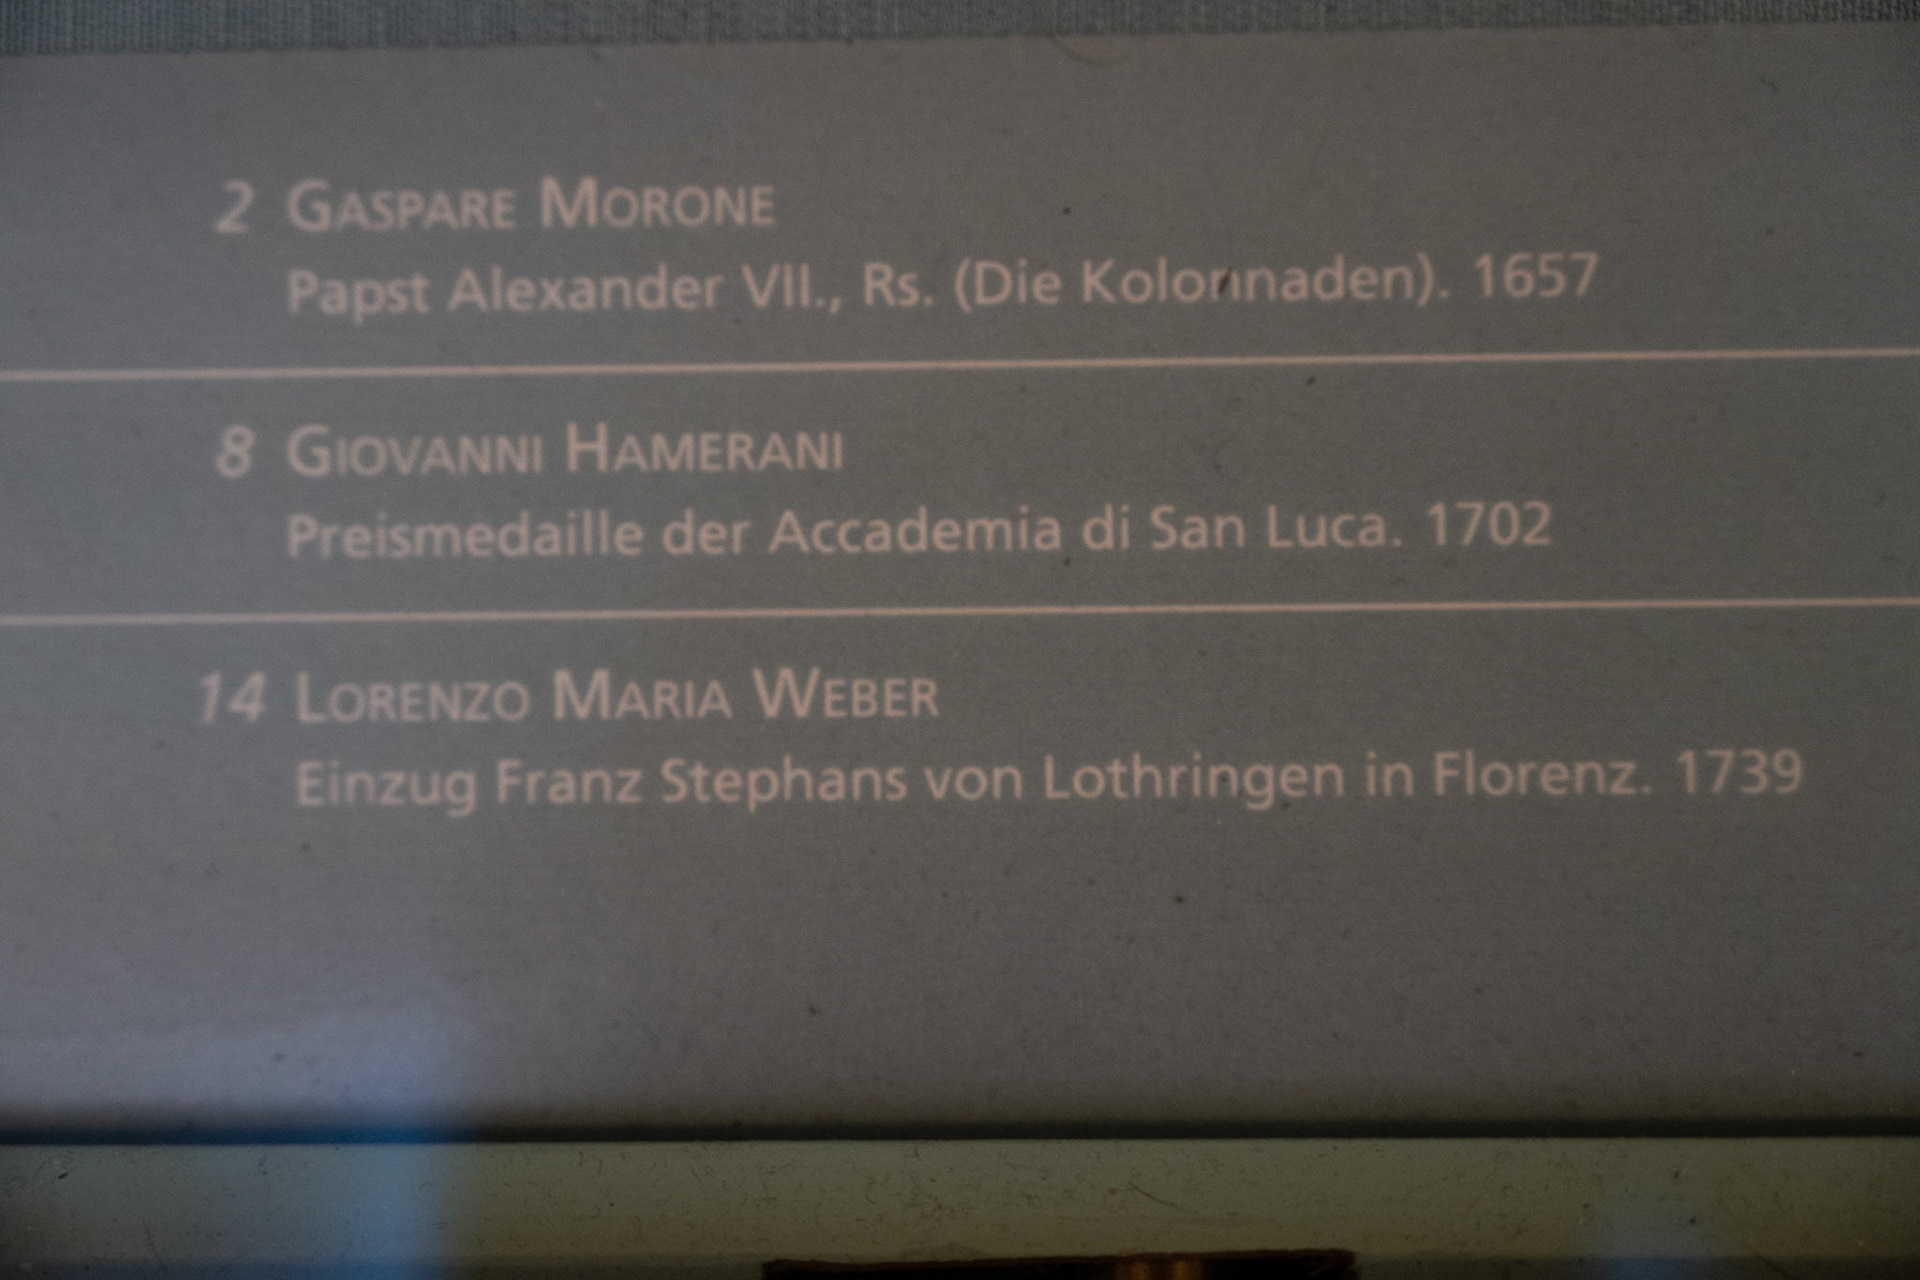 2 GASPARE MORONE
Papst Alexander VII., Rs. (Die Kolonnaden). 1657
8 GIOVANNI HAMERANI
Preismedaille der Accademia di San Luca. 1702
14 LORENZO MARIA WEBER
Einzug Franz Stephans von Lothringen in Florenz. 1739